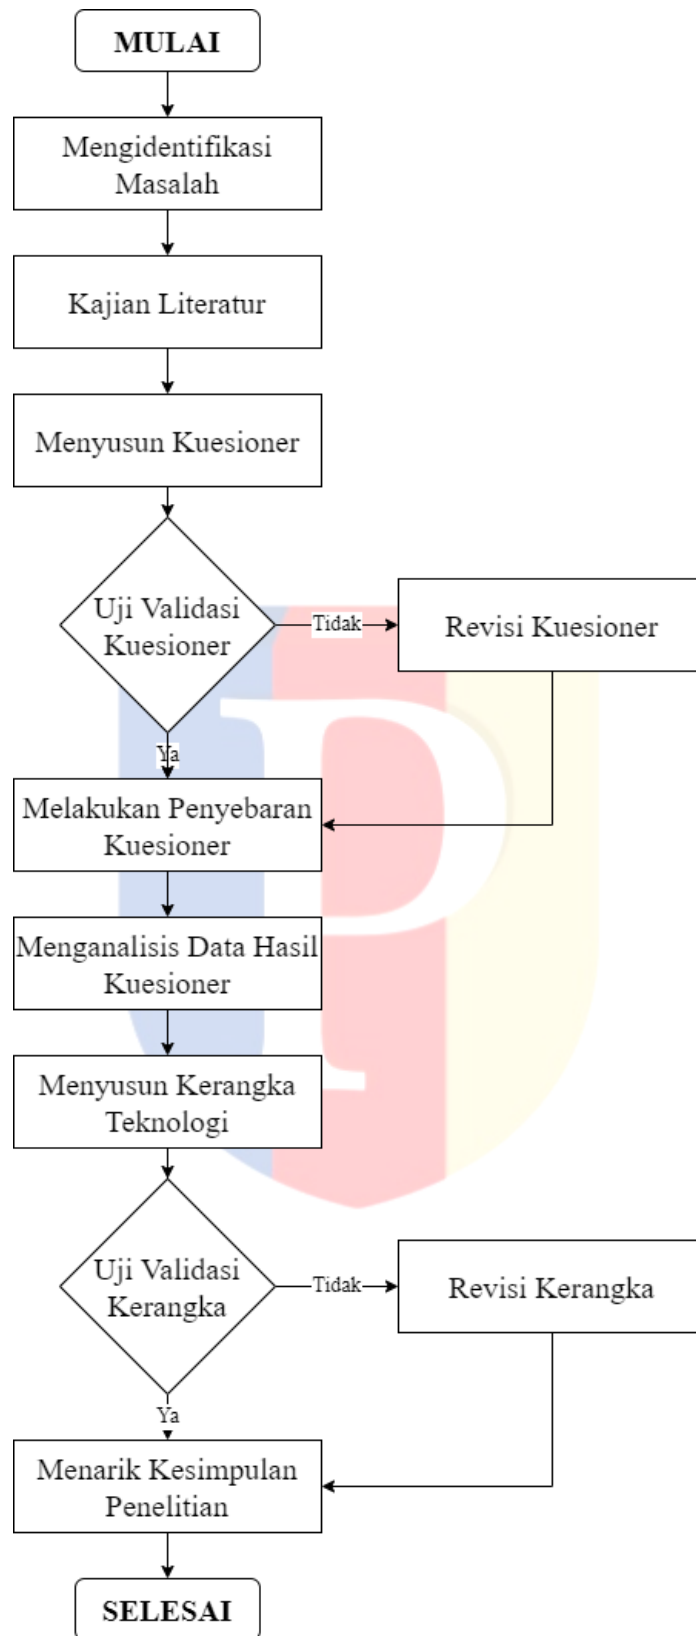 MULAI
Mengidentifikasi
Masalah
Kajian Literatur
Menyusun Kuesioner
Uji Validasi
Kuesioner
Tidak
Revisi Kuesioner
Ya
Melakukan Penyebaran
Kuesioner
Menganalisis Data Hasil
Kuesioner
Menyusun Kerangka
Teknologi
Uji Validasi
Kerangka
Tidak
Revisi Kerangka
Ya
Menarik Kesimpulan
Penelitian
SELESAI